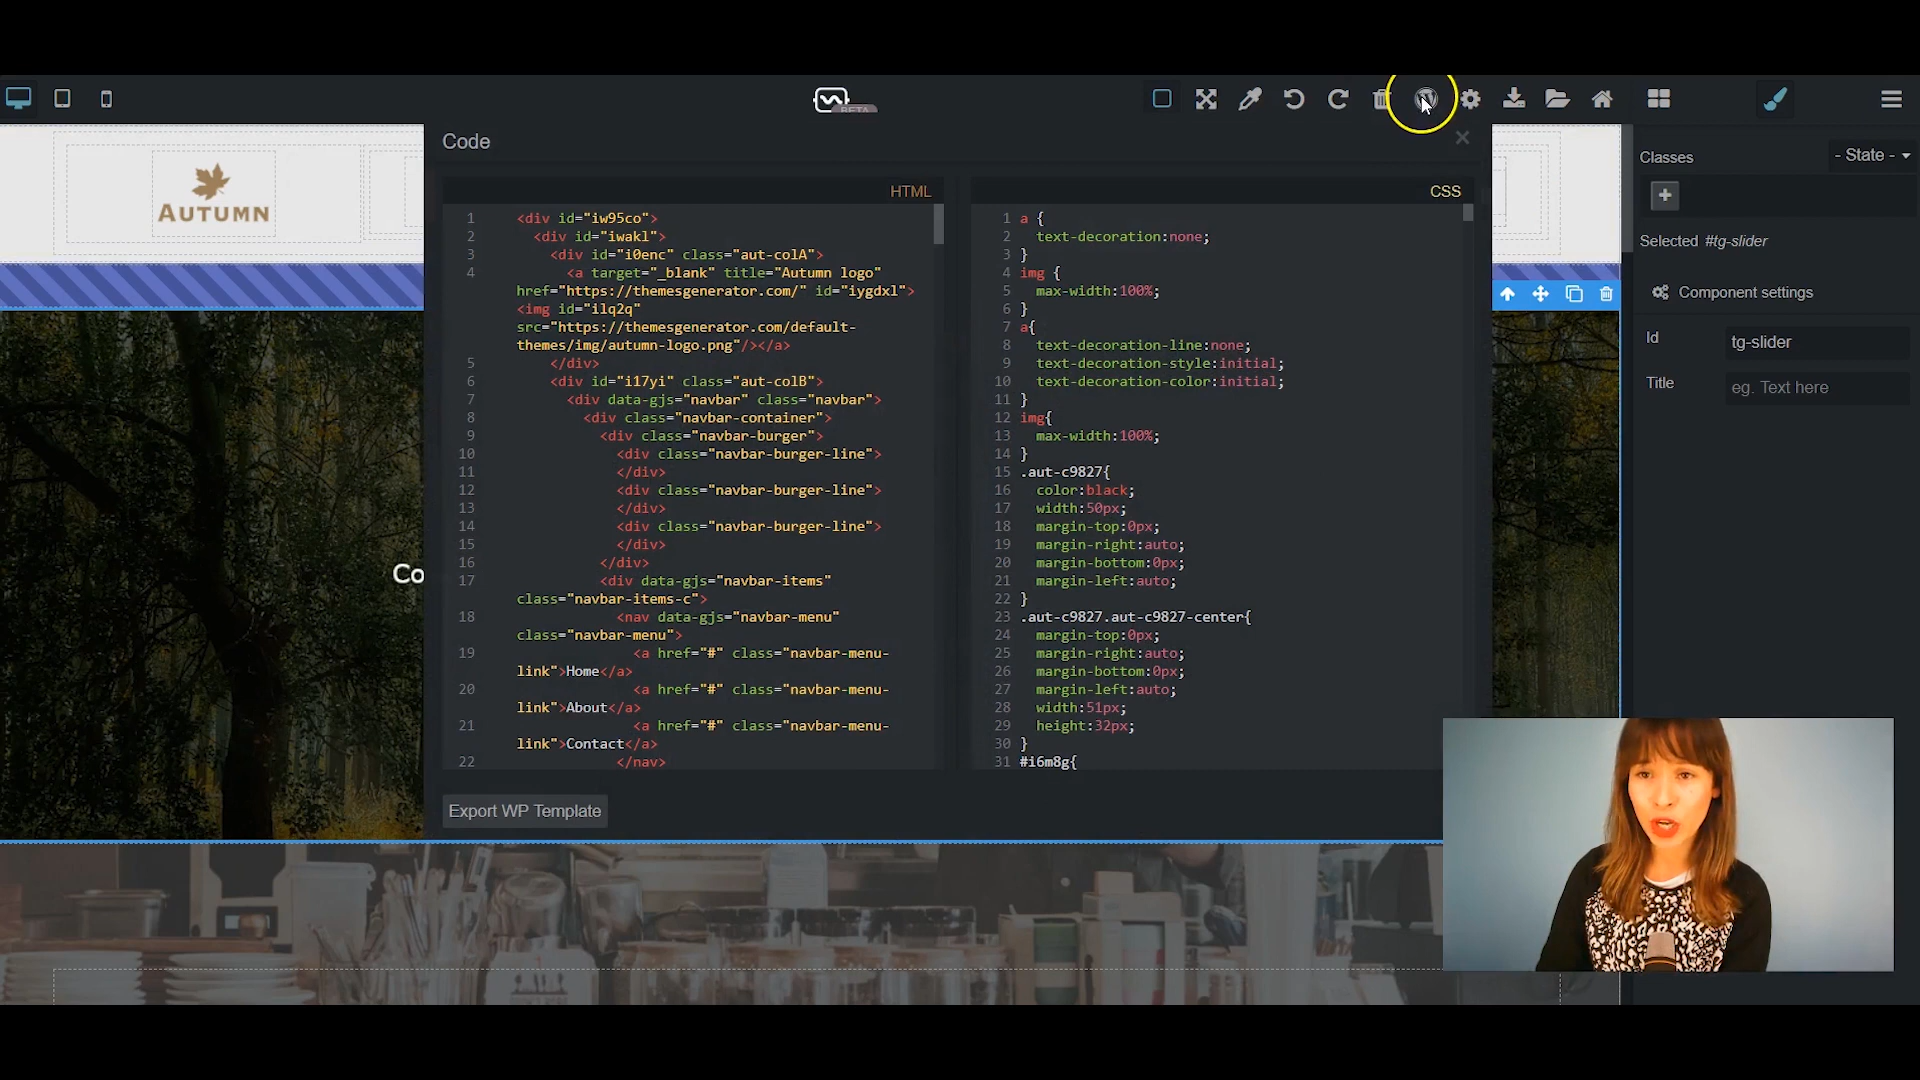 BETA
Code
HTML
CSS
- State -
Classes
+
Selected #tg-slider
Component settings
Id
tg-slider
Title
eg. Text here
AUTUMN
Co
1 <div id="iw95co">
2 <div id="iwakl">
3 <div id="i0enc" class="aut-colA">
4 <a target="_blank" title="Autumn logo"
href="https://themesgenerator.com/" id="iygdxl">
<img id="ilq2q"
src="https://themesgenerator.com/default-
themes/img/autumn-logo.png"/></a>
5 </div>
6 <div id="i17yi" class="aut-colB">
7 <div data-gjs="navbar" class="navbar">
8 <div class="navbar-container">
9 <div class="navbar-burger">
10 <div class="navbar-burger-line">
11 </div>
12 <div class="navbar-burger-line">
13 </div>
14 <div class="navbar-burger-line">
15 </div>
16 </div>
17 <div data-gjs="navbar-items"
class="navbar-items-c">
18 <nav data-gjs="navbar-menu"
class="navbar-menu">
19 <a href="#" class="navbar-menu-
link">Home</a>
20 <a href="#" class="navbar-menu-
link">About</a>
21 <a href="#" class="navbar-menu-
link">Contact</a>
22 </nav>
1 a {
2 text-decoration:none;
3 }
4 img {
5 max-width:100%;
6 }
7 a{
8 text-decoration-line:none;
9 text-decoration-style:initial;
10 text-decoration-color:initial;
11 }
12 img{
13 max-width:100%;
14 }
15 .aut-c9827{
16 color:black;
17 width:50px;
18 margin-top:0px;
19 margin-right:auto;
20 margin-bottom:0px;
21 margin-left:auto;
22 }
23 .aut-c9827.aut-c9827-center{
24 margin-top:0px;
25 margin-right:auto;
26 margin-bottom:0px;
27 margin-left:auto;
28 width:51px;
29 height:32px;
30 }
31 #i6m8g{
Export WP Template